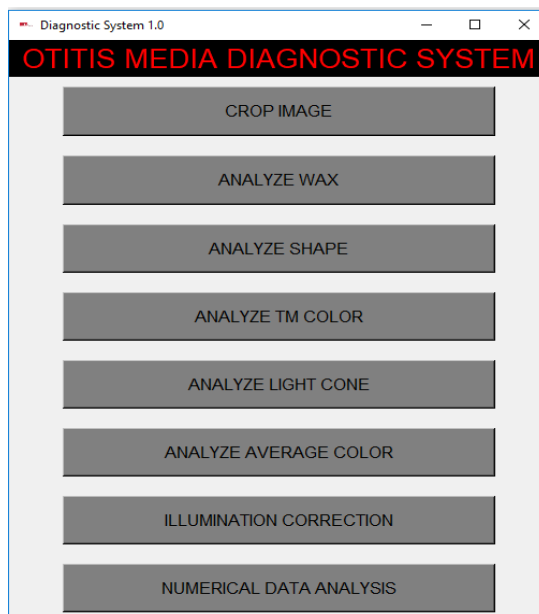 Diagnostic System 1.0
OTITIS MEDIA DIAGNOSTIC SYSTEM
CROP IMAGE
ANALYZE WAX
ANALYZE SHAPE
ANALYZE TM COLOR
ANALYZE LIGHT CONE
ANALYZE AVERAGE COLOR
ILLUMINATION CORRECTION
NUMERICAL DATA ANALYSIS